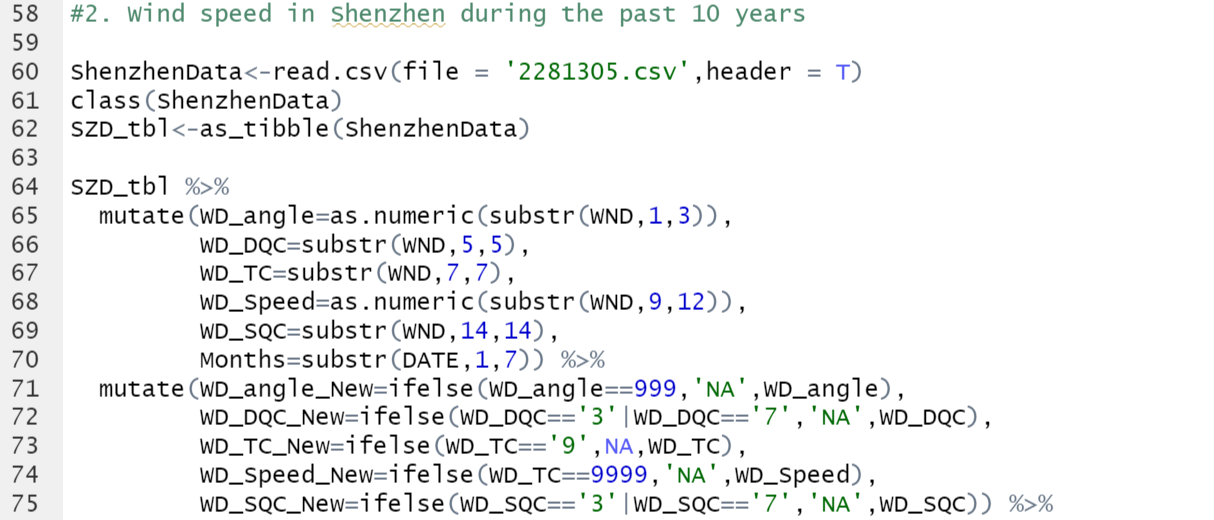 58 #2. Wind speed in Shenzhen during the past 10 years
59
60 ShenzhenData<-read.csv(file = '2281305.csv',header = T)
61 class(ShenzhenData)
62 SZD_tbl<-as_tibble(ShenzhenData)
63
64 SZD_tbl %>%
65   mutate(WD_angle=as.numeric(substr(WND,1,3)),
66          WD_DQC=substr(WND,5,5),
67          WD_TC=substr(WND,7,7),
68          WD_Speed=as.numeric(substr(WND,9,12)),
69          WD_SQC=substr(WND,14,14),
70          Months=substr(DATE,1,7)) %>%
71   mutate(WD_angle_New=ifelse(WD_angle==999,'NA',WD_angle),
72          WD_DQC_New=ifelse(WD_DQC=='3'|WD_DQC=='7','NA',WD_DQC),
73          WD_TC_New=ifelse(WD_TC=='9',NA,WD_TC),
74          WD_Speed_New=ifelse(WD_TC==9999,'NA',WD_Speed),
75          WD_SQC_New=ifelse(WD_SQC=='3'|WD_SQC=='7','NA',WD_SQC)) %>%